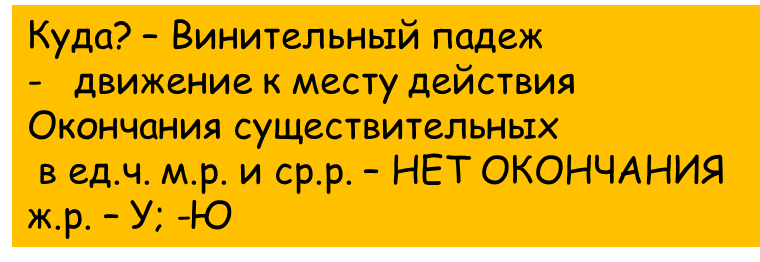 Куда? – Винительный падеж
- движение к месту действия
Окончания существительных
в ед.ч. м.р. и ср.р. – НЕТ ОКОНЧАНИЯ
ж.р. – У; -Ю